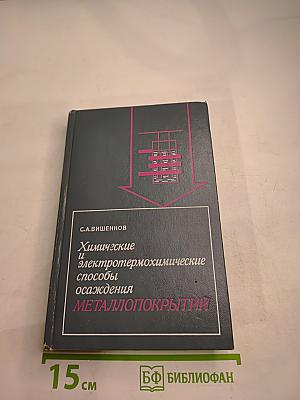 С.А.ВИШЕНКОВ
Химические
и
электротермохимические
способы
осаждения
МЕТАЛЛОПОКРЫТИЙ
15 см
БФ БИБЛИОФАН